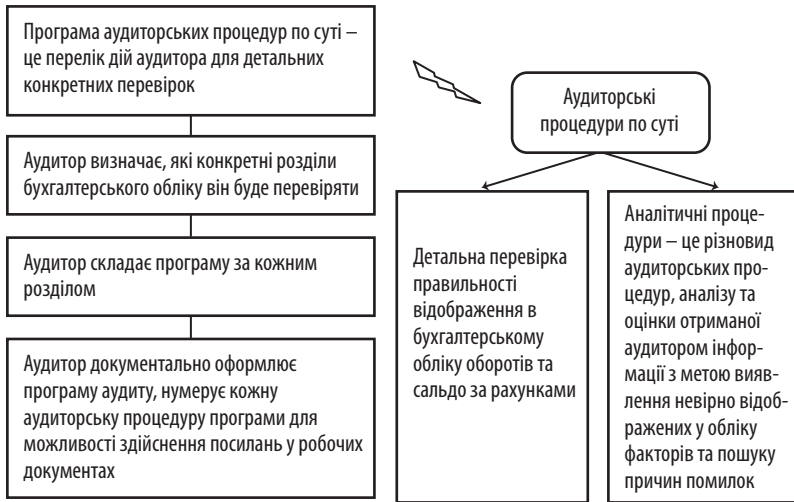 Програма аудиторських процедур по суті –
це перелік дій аудитора для детальних
конкретних перевірок
Аудитор визначає, які конкретні розділи
бухгалтерського обліку він буде перевіряти
Аудитор складає програму за кожним
розділом
Аудитор документально оформлює
програму аудиту, нумерує кожну
аудиторську процедуру програми для
можливості здійснення посилань у робочих
документах
Аудиторські
процедури по суті
Детальна перевірка
правильності
відображення в
бухгалтерському
обліку оборотів та
сальдо за рахунками
Аналітичні проце-
дури – це різновид
аудиторських про-
цедур, аналізу та
оцінки отриманої
аудитором інфор-
мації з метою вияв-
лення невірно відоб-
ражених у обліку
факторів та пошуку
причин помилок